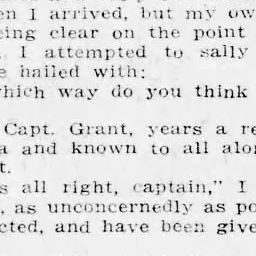 en I arrived, but my ow
eing clear on the point
. I attempted to sally
e hailed with:
which way do you think
Capt. Grant, years a re
a and known to all alo
t.
s all right, captain," I
, as unconcernedly as po
cted, and have been give